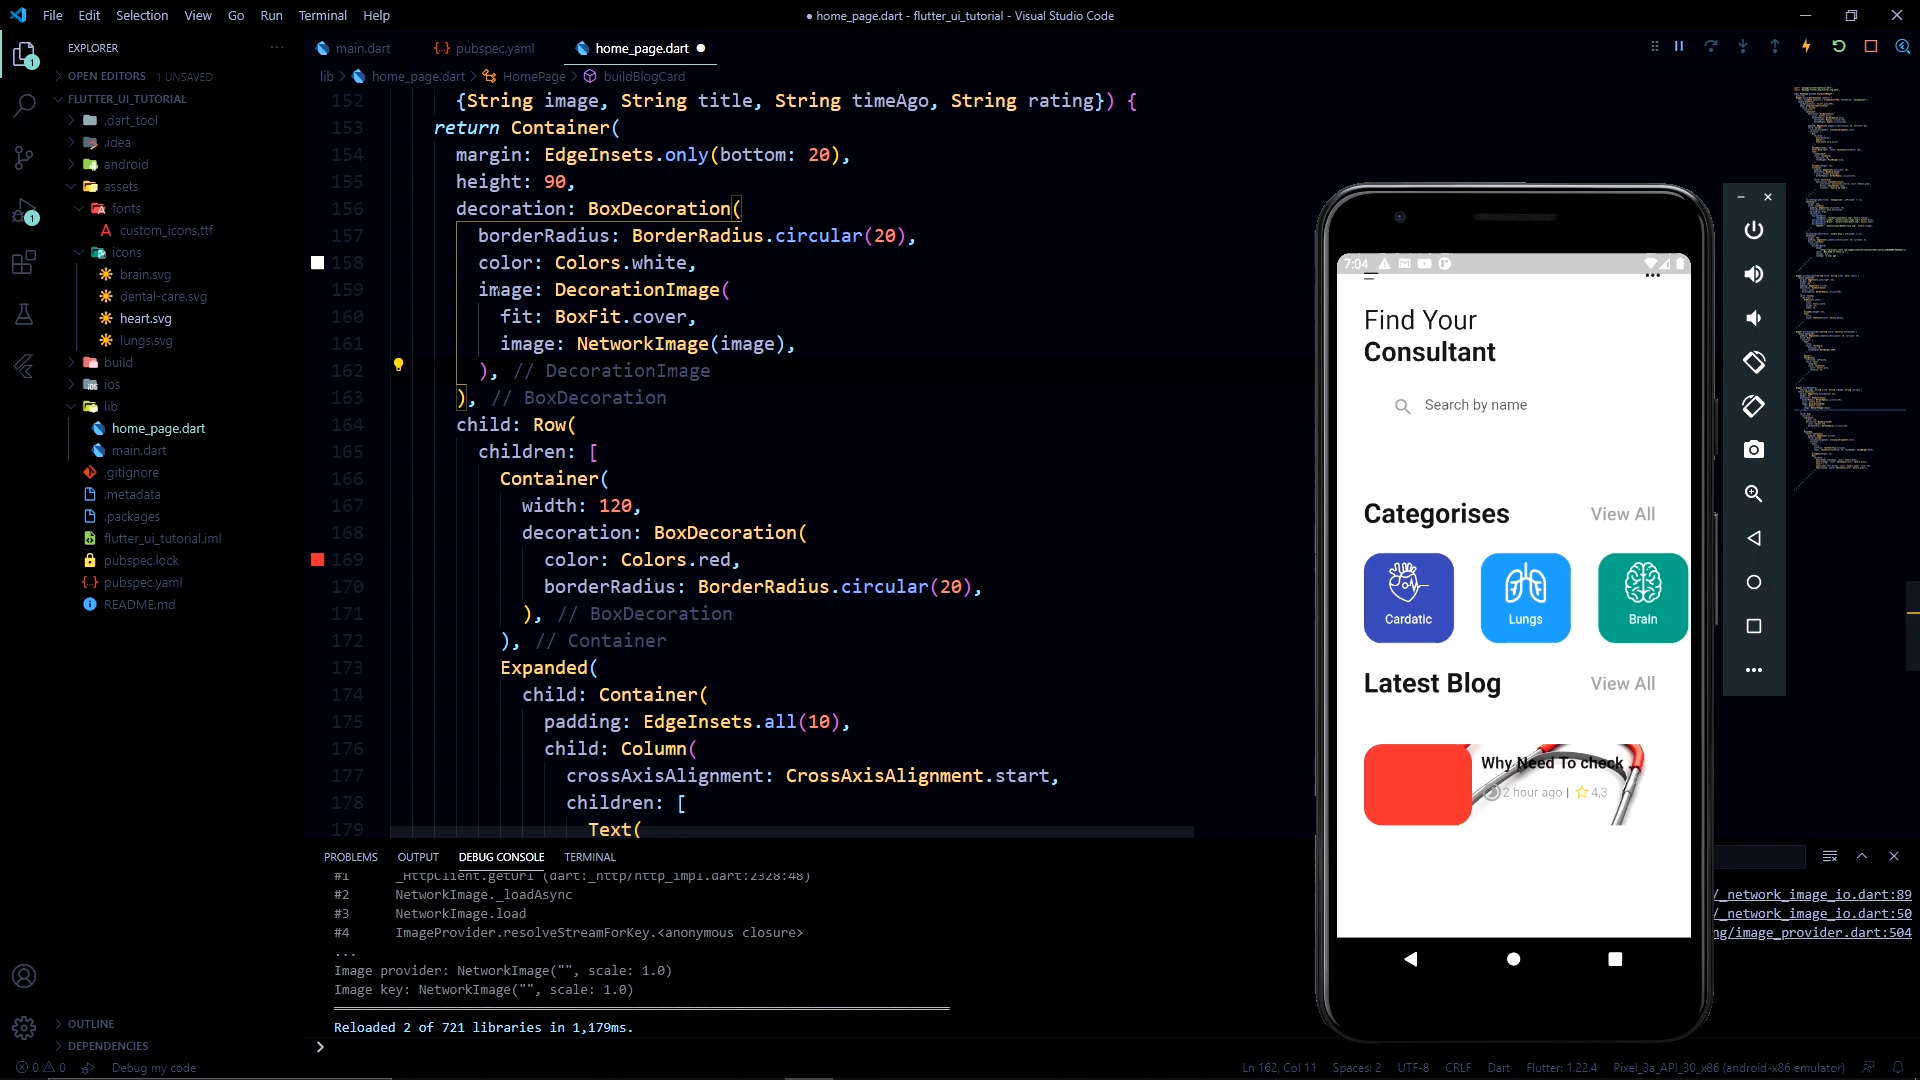 File Edit Selection View Go Run Terminal Help
● home_page.dart - flutter_ui_tutorial - Visual Studio Code
EXPLORER
OPEN EDITORS 1 UNSAVED
FLUTTER_UI_TUTORIAL
.dart_tool
.idea
android
assets
fonts
custom_icons.ttf
icons
brain.svg
dental-care.svg
heart.svg
lungs.svg
build
ios
lib
home_page.dart
main.dart
.gitignore
.metadata
.packages
flutter_ui_tutorial.iml
pubspec.lock
pubspec.yaml
README.md
OUTLINE
DEPENDENCIES
main.dart pubspec.yaml home_page.dart
lib > home_page.dart > HomePage > buildBlogCard
152 {String image, String title, String timeAgo, String rating}) {
153 return Container(
154 margin: EdgeInsets.only(bottom: 20),
155 height: 90,
156 decoration: BoxDecoration(
157 borderRadius: BorderRadius.circular(20),
158 color: Colors.white,
159 image: DecorationImage(
160 fit: BoxFit.cover,
161 image: NetworkImage(image),
162 ), // DecorationImage
163 ), // BoxDecoration
164 child: Row(
165 children: [
166 Container(
167 width: 120,
168 decoration: BoxDecoration(
169 color: Colors.red,
170 borderRadius: BorderRadius.circular(20),
171 ), // BoxDecoration
172 ), // Container
173 Expanded(
174 child: Container(
175 padding: EdgeInsets.all(10),
176 child: Column(
177 crossAxisAlignment: CrossAxisAlignment.start,
178 children: [
179 Text(
PROBLEMS OUTPUT DEBUG CONSOLE TERMINAL
#1 _HttpClient.getUrl (dart:_http/http_impl.dart:2328:48)
#2 NetworkImage._loadAsync
/_network_image_io.dart:89
#3 NetworkImage.load
/_network_image_io.dart:50
#4 ImageProvider.resolveStreamForKey.<anonymous closure>
ng/image_provider.dart:504
...
Image provider: NetworkImage("", scale: 1.0)
Image key: NetworkImage("", scale: 1.0)
Reloaded 2 of 721 libraries in 1,179ms.
7:04
Find Your
Consultant
Search by name
Categorises View All
Cardatic Lungs Brain
Latest Blog View All
Why Need To check
2 hour ago | 4,3
0 0 Debug my code
Ln 162, Col 11 Spaces: 2 UTF-8 CRLF Dart Flutter: 1.22.4 Pixel_3a_API_30_x86 (android-x86 emulator)